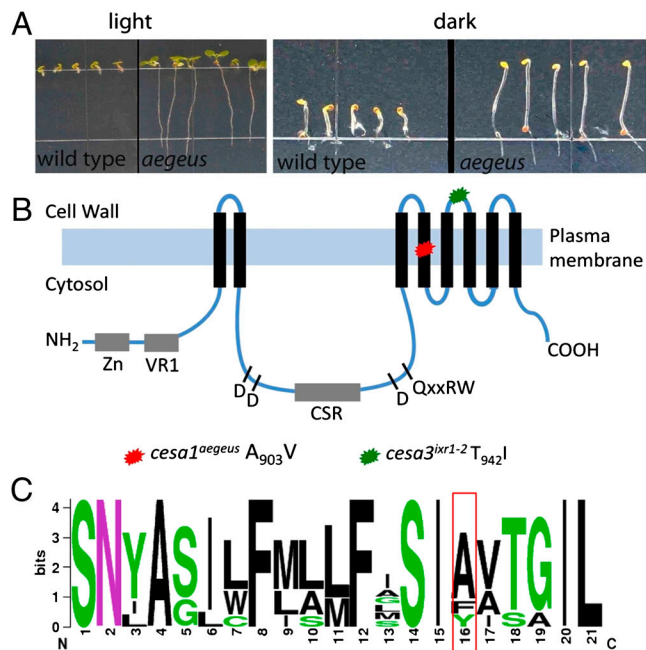 A
light
dark
wild type
aegeus
wild type
aegeus
B
Cell Wall
Cytosol
Plasma membrane
NH2
Zn
VR1
D
D
CSR
D
QxxRW
COOH
cesa1aegeus A903V
cesa3ixr1-2 T942I
C
bits
4
3
2
1
0
SNYASILFMLLFISIAVTGIL
I G L W L A M A F A S A
L C I S G Y I
L
M
S
N 1 2 3 4 5 6 7 8 9 10 11 12 13 14 15 16 17 18 19 20 21 C